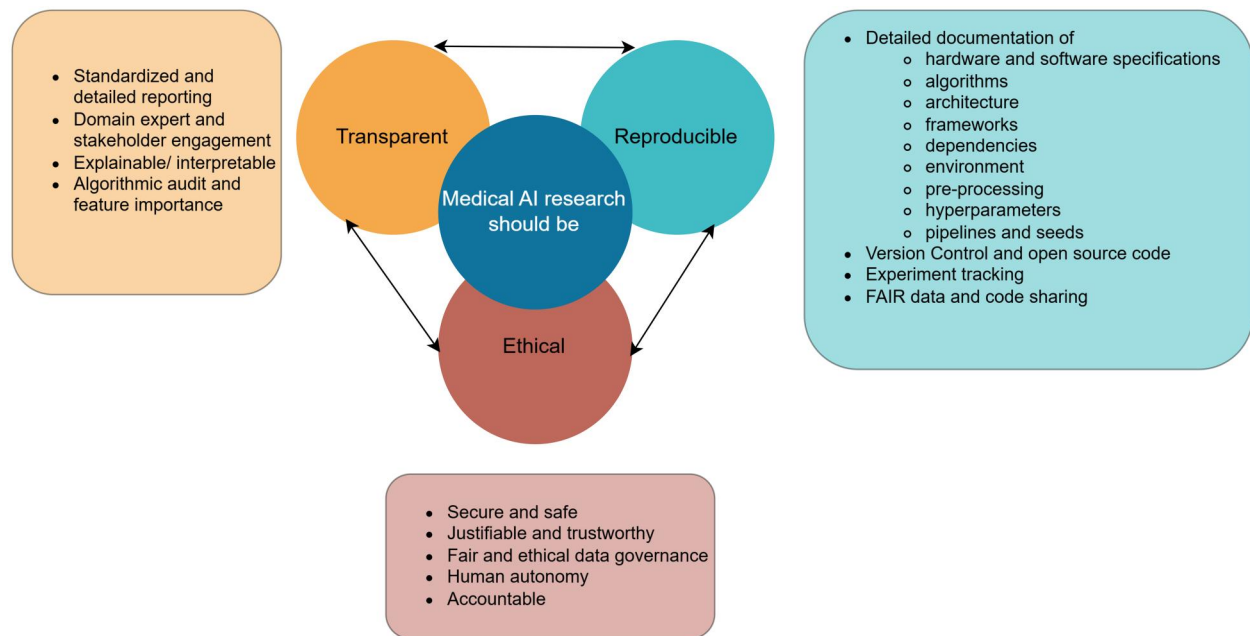 Standardized and
detailed reporting
Domain expert and
stakeholder engagement
Explainable/ interpretable
Algorithmic audit and
feature importance
Transparent
Reproducible
Medical AI research
should be
Ethical
Detailed documentation of
hardware and software specifications
algorithms
architecture
frameworks
dependencies
environment
pre-processing
hyperparameters
pipelines and seeds
Version Control and open source code
Experiment tracking
FAIR data and code sharing
Secure and safe
Justifiable and trustworthy
Fair and ethical data governance
Human autonomy
Accountable